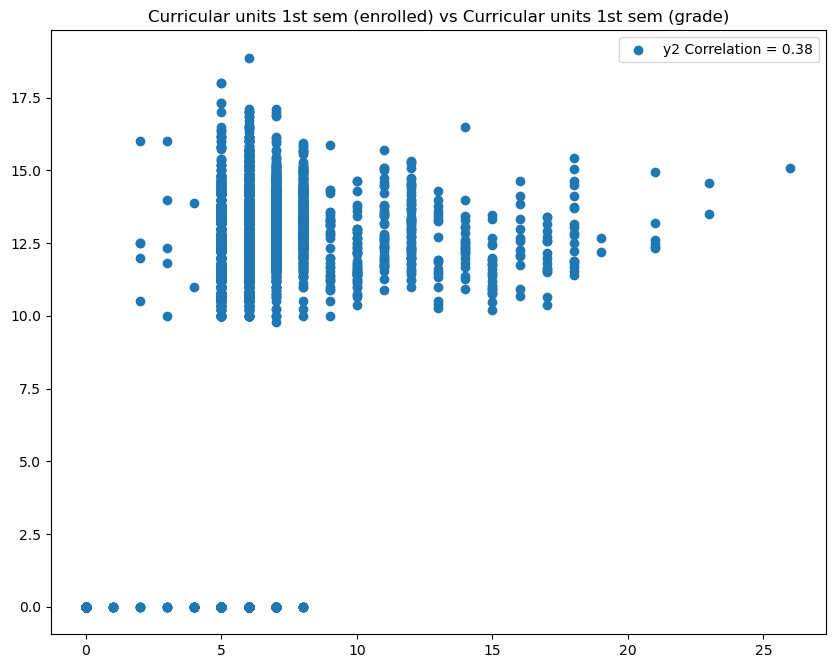 Curricular units 1st sem (enrolled) vs Curricular units 1st sem (grade)
y2 Correlation = 0.38
17.5
15.0
12.5
10.0
7.5
5.0
2.5
0.0
0 5 10 15 20 25